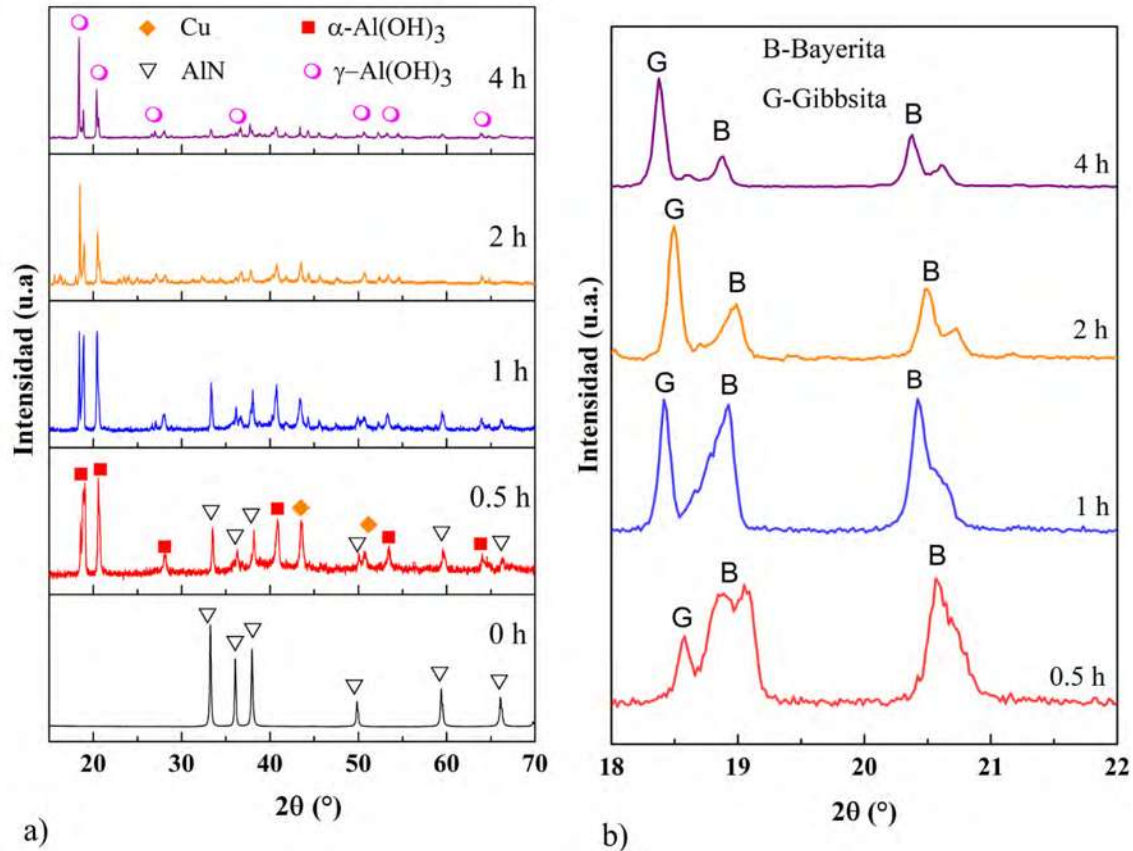 Cu
α-Al(OH)3
AlN
γ−Al(OH)3
4 h
2 h
1 h
0.5 h
0 h
Intensidad (u.a)
20 30 40 50 60 70
2θ (°)
a)
B-Bayerita
G-Gibbsita
G
B
B
4 h
G
B
B
2 h
G
B
B
1 h
G
B
B
0.5 h
Intensidad (u.a.)
18 19 20 21 22
2θ (°)
b)